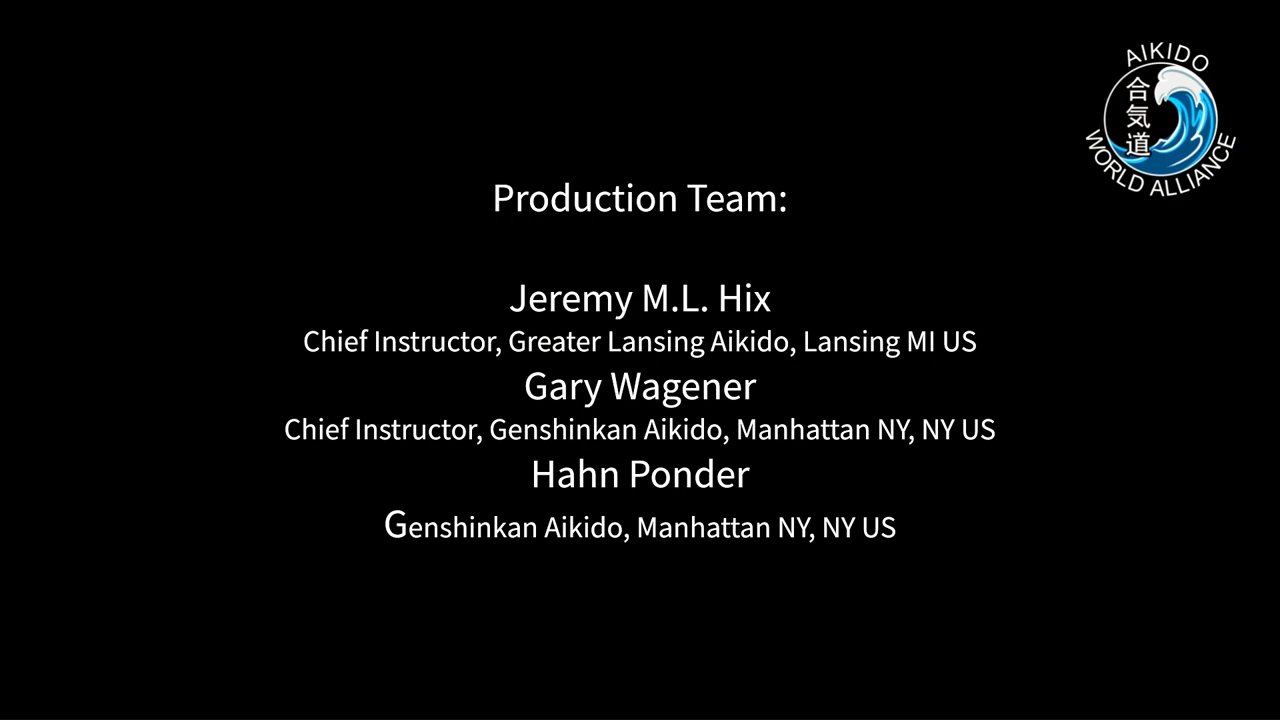 AIKIDO
合
気
道
WORLD ALLIANCE
Production Team:
Jeremy M.L. Hix
Chief Instructor, Greater Lansing Aikido, Lansing MI US
Gary Wagener
Chief Instructor, Genshinkan Aikido, Manhattan NY, NY US
Hahn Ponder
Genshinkan Aikido, Manhattan NY, NY US